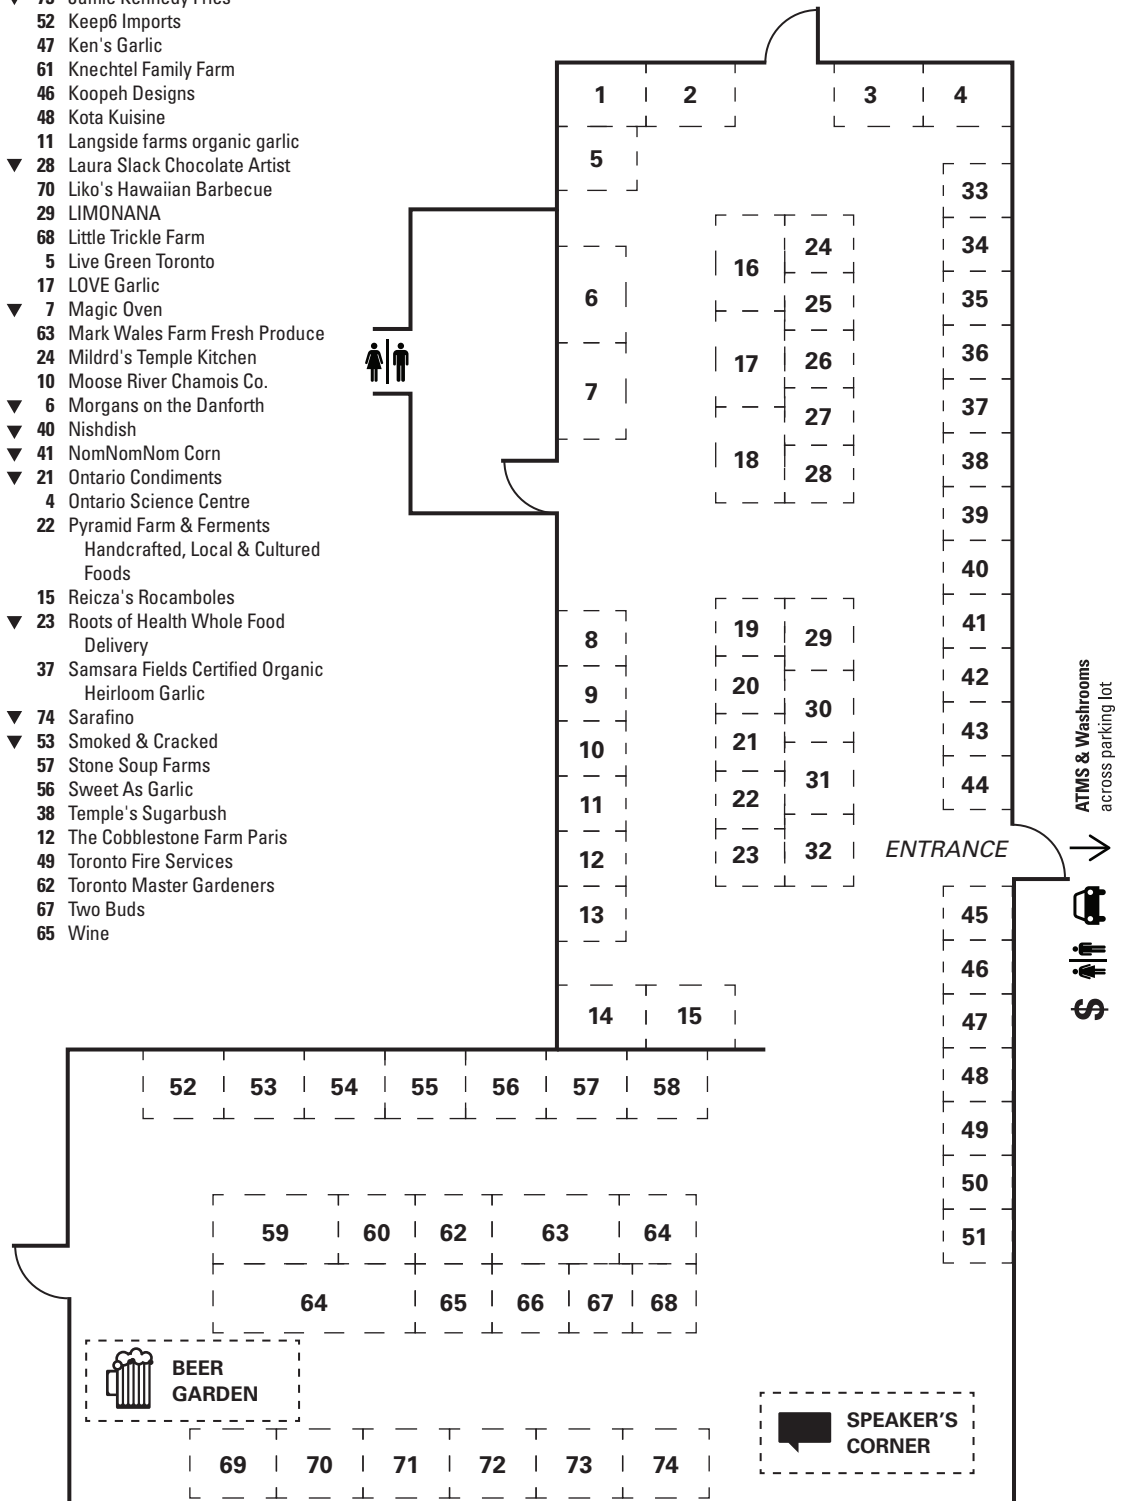 73 Jamie Kennedy Fries
52 Keep6 Imports
47 Ken's Garlic
61 Knechtel Family Farm
46 Koopeh Designs
48 Kota Kuisine
11 Langside farms organic garlic
▼ 28 Laura Slack Chocolate Artist
70 Liko's Hawaiian Barbecue
29 LIMONANA
68 Little Trickle Farm
5 Live Green Toronto
17 LOVE Garlic
▼ 7 Magic Oven
63 Mark Wales Farm Fresh Produce
24 Mildrd's Temple Kitchen
10 Moose River Chamois Co.
▼ 6 Morgans on the Danforth
▼ 40 Nishdish
▼ 41 NomNomNom Corn
▼ 21 Ontario Condiments
4 Ontario Science Centre
22 Pyramid Farm & Ferments
Handcrafted, Local & Cultured
Foods
15 Reicza's Rocamboles
▼ 23 Roots of Health Whole Food
Delivery
37 Samsara Fields Certified Organic
Heirloom Garlic
▼ 74 Sarafino
▼ 53 Smoked & Cracked
57 Stone Soup Farms
56 Sweet As Garlic
38 Temple's Sugarbush
12 The Cobblestone Farm Paris
49 Toronto Fire Services
62 Toronto Master Gardeners
67 Two Buds
65 Wine
1 2 3 4
5
33
34
16 24
6 25 35
17 26 36
7 27 37
18 28 38
39
40
8 19 29 41
9 20 30 42
10 21 43
11 22 31 44
12 23 32 ENTRANCE
13 45
46
14 15 47
ATMS & Washrooms
across parking lot
$
52 53 54 55 56 57 58 48
49
50
59 60 62 63 64 51
64 65 66 67 68
BEER
GARDEN
SPEAKER'S
CORNER
69 70 71 72 73 74